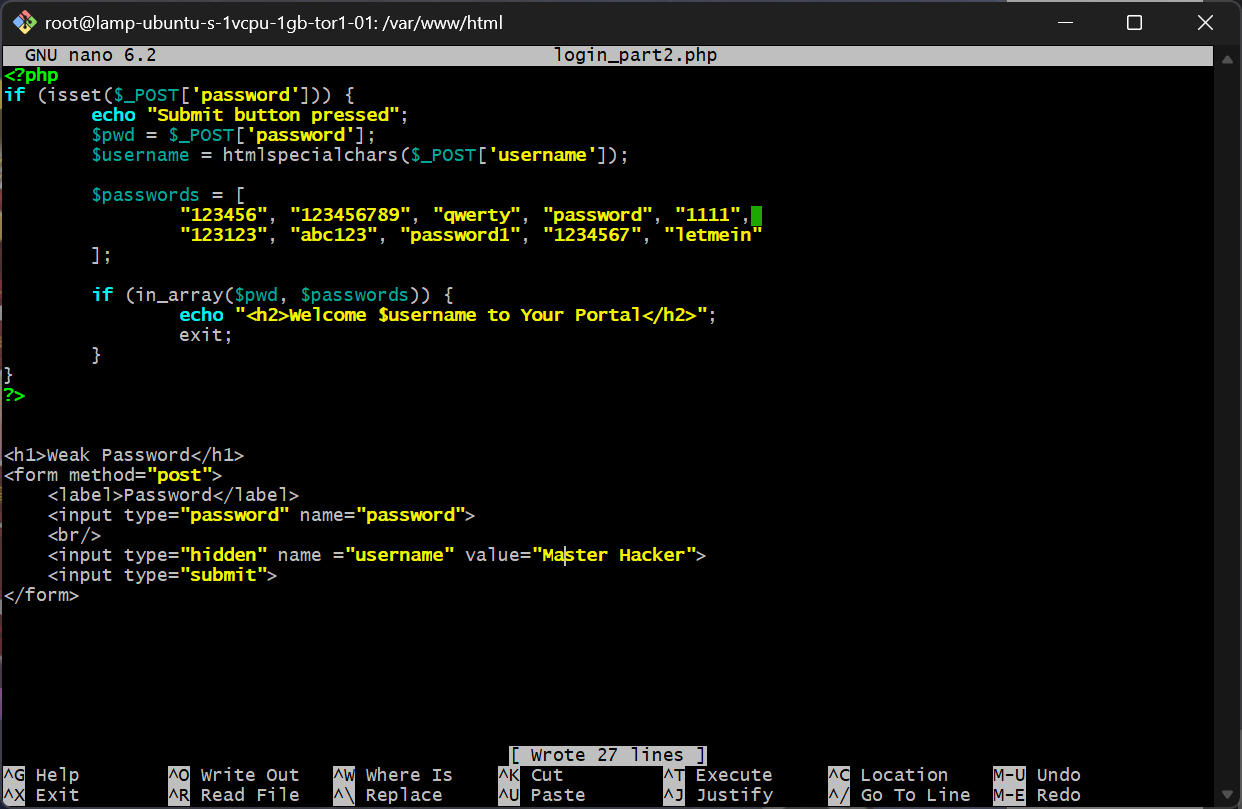 root@lamp-ubuntu-s-1vcpu-1gb-tor1-01: /var/www/html
GNU nano 6.2 login_part2.php
<?php
if (isset($_POST['password'])) {
        echo "Submit button pressed";
        $pwd = $_POST['password'];
        $username = htmlspecialchars($_POST['username']);
        $passwords = [
                "123456", "123456789", "qwerty", "password", "1111",
                "123123", "abc123", "password1", "1234567", "letmein"
        ];
        if (in_array($pwd, $passwords)) {
                echo "<h2>Welcome $username to Your Portal</h2>";
                exit;
        }
}
?>
<h1>Weak Password</h1>
<form method="post">
    <label>Password</label>
    <input type="password" name="password">
    <br/>
    <input type="hidden" name ="username" value="Master Hacker">
    <input type="submit">
</form>
[ Wrote 27 lines ]
^G Help ^O Write Out ^W Where Is ^K Cut ^T Execute ^C Location M-U Undo
^X Exit ^R Read File ^\ Replace ^U Paste ^J Justify ^/ Go To Line M-E Redo